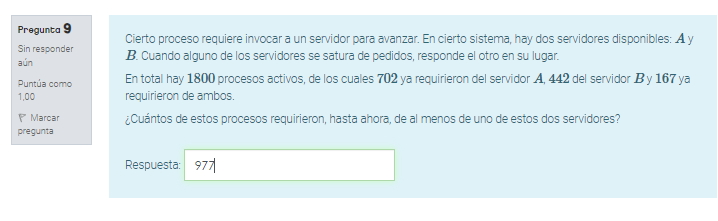 Pregunta 9
Sin responder
aún
Puntúa como
1,00
Marcar
pregunta
Cierto proceso requiere invocar a un servidor para avanzar. En cierto sistema, hay dos servidores disponibles: A y
B. Cuando alguno de los servidores se satura de pedidos, responde el otro en su lugar.
En total hay 1800 procesos activos, de los cuales 702 ya requirieron del servidor A, 442 del servidor B y 167 ya
requirieron de ambos.
¿Cuántos de estos procesos requirieron, hasta ahora, de al menos de uno de estos dos servidores?
Respuesta: 977